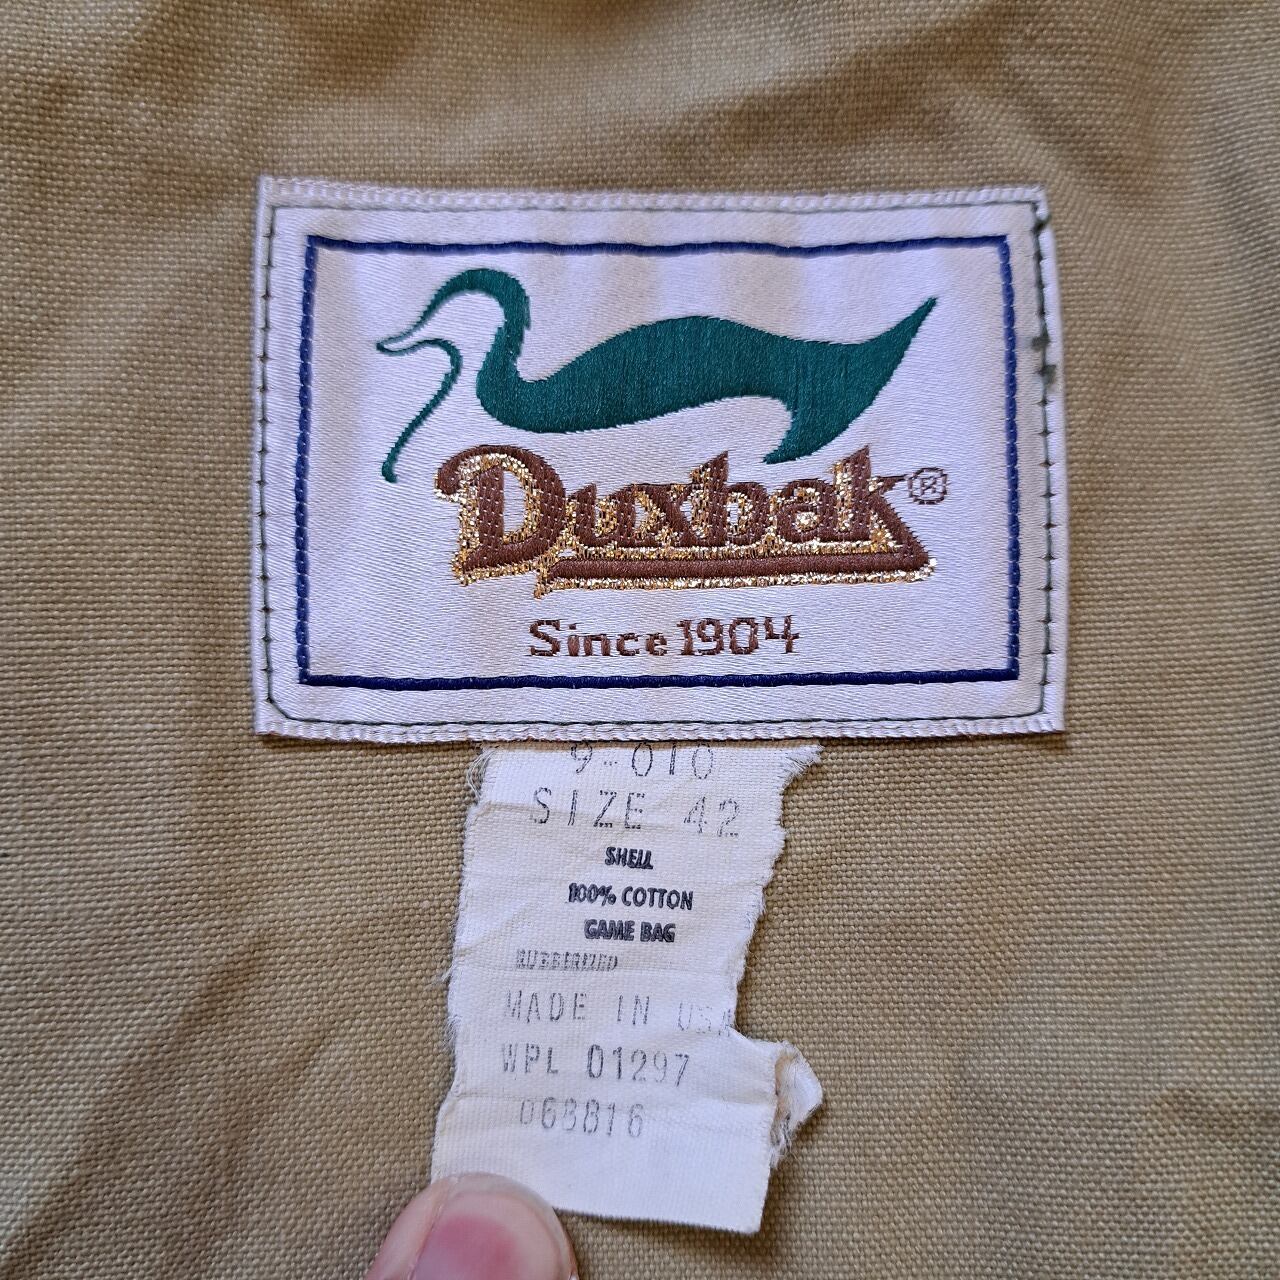 Duxbak®
Since 1904
9-010
SIZE 42
SHELL
100% COTTON
GAME BAG
RUBBERIZED
MADE IN USA
WPL 01297
068816